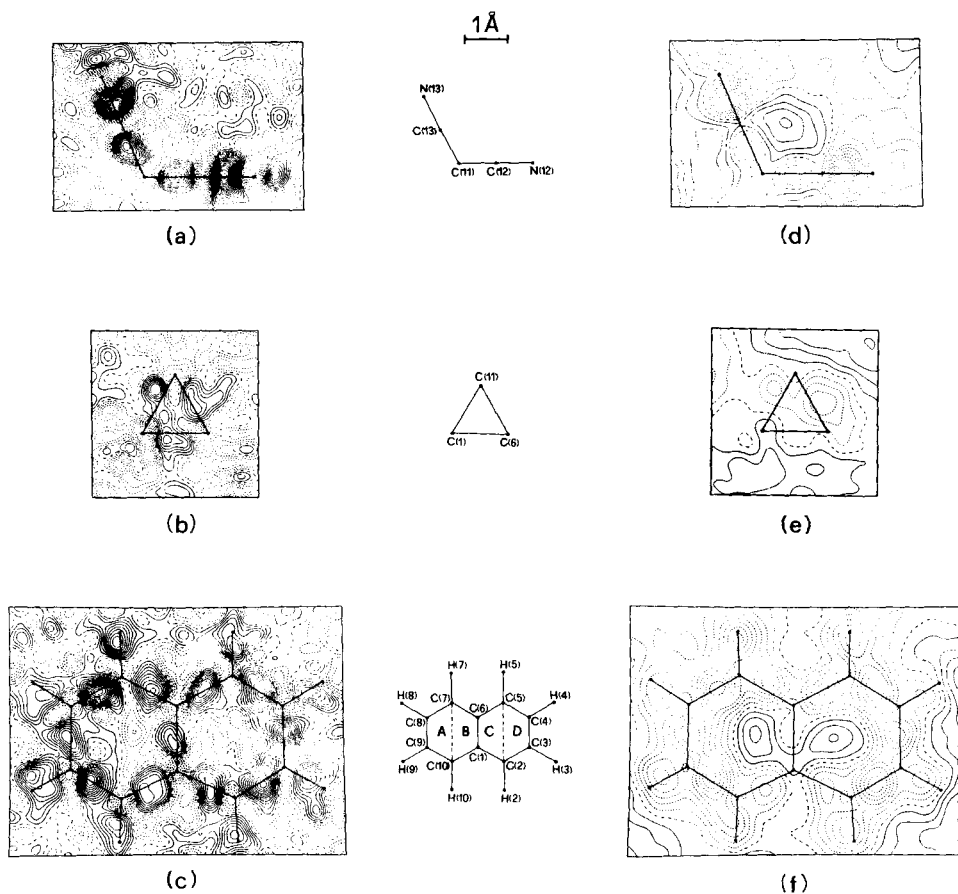 1Å
N(13)
C(13)
C(11) C(12) N(12)
(a)
(d)
C(11)
C(1) C(6)
(b)
(e)
H(7) H(5)
H(8) C(7) C(6) C(5) H(4)
C(8) A B C D C(4)
C(9) C(3)
H(9) C(10) C(1) C(2) H(3)
H(10) H(2)
(c)
(f)